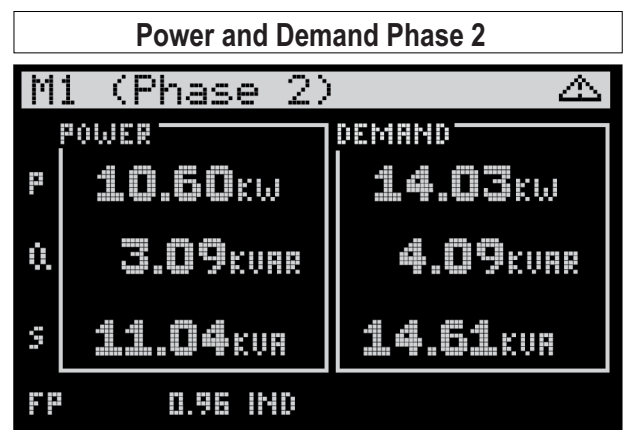 Power and Demand Phase 2
M1 (Phase 2)
POWER DEMAND
P 10.60KW 14.03KW
Q 3.09KVAR 4.09KVAR
S 11.04KVA 14.61KVA
FP 0.96 IND